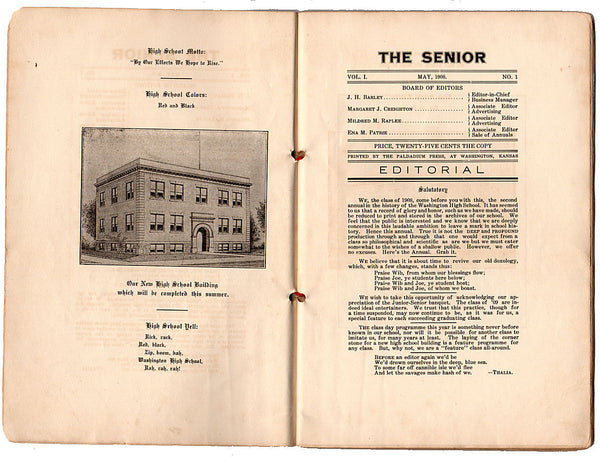 High School Motto:
"By Our Efforts We Hope to Rise."
High School Colors:
Red and Black
Our New High School Building
which will be completed this summer.
High School Yell:
Rick, rack,
Red, black,
Zip, boom, bah,
Washington High School,
Rah, rah, rah!
THE SENIOR
VOL. I. MAY, 1908. NO. 1
BOARD OF EDITORS
J. H. BARLEY Editor-in-Chief
Business Manager
MARGARET J. CREIGHTON Associate Editor
Advertising
MILDRED M. RAPLEE Associate Editor
Advertising
ENA M. PATRIE Associate Editor
Sale of Annuals
PRICE, TWENTY-FIVE CENTS THE COPY
PRINTED BY THE PALLADIUM PRESS, AT WASHINGTON, KANSAS
EDITORIAL
Salutatory
WE, the class of 1908, come before you with this, the second
annual in the history of the Washington High School. It has seemed
to us that a record of glory and honor, such as we have made, should
be reduced to print and stored in the archives of our school. We
feel that the public is interested and we know that we are deeply
concerned in this laudable ambition to leave a mark in school his-
tory. Hence this annual. True it is not the DEEP and PROFOUND
production through and through that one would expect from a
class so philosophical and scientific as are we but we must cater
somewhat to the wishes of a shallow public. However, we offer
no excuses. Here's the Annual. Grab it.
WE believe that it is about time to revive our old doxology,
which, with a few changes, stands thus:
Praise Wib, from whom our blessings flow;
Praise Joe, ye students here below;
Praise Wib and Joe, ye student host;
Praise Wib and Joe, of whom we boast.
WE wish to take this opportunity of acknowledging our ap-
preciation of the Junior-Senior banquet. The class of '09 are in-
deed ideal entertainers. We trust that this practice, though for
a time suspended, may now continue to be, as it was for us, a
special feature to each succeeding graduating class.
THE class day programme this year is something never before
known in our school, nor will it be possible for another class to
imitate us, for many years at least. The laying of the corner
stone for a new high school building is a feature programme for
any class. But, why not, we are a "feature" class all-around.
BEFORE an editor again we'd be
We'd drown ourselves in the deep, blue sea.
To some far off cannible isle we'd flee
And let the savages make hash of we. —THALIA.